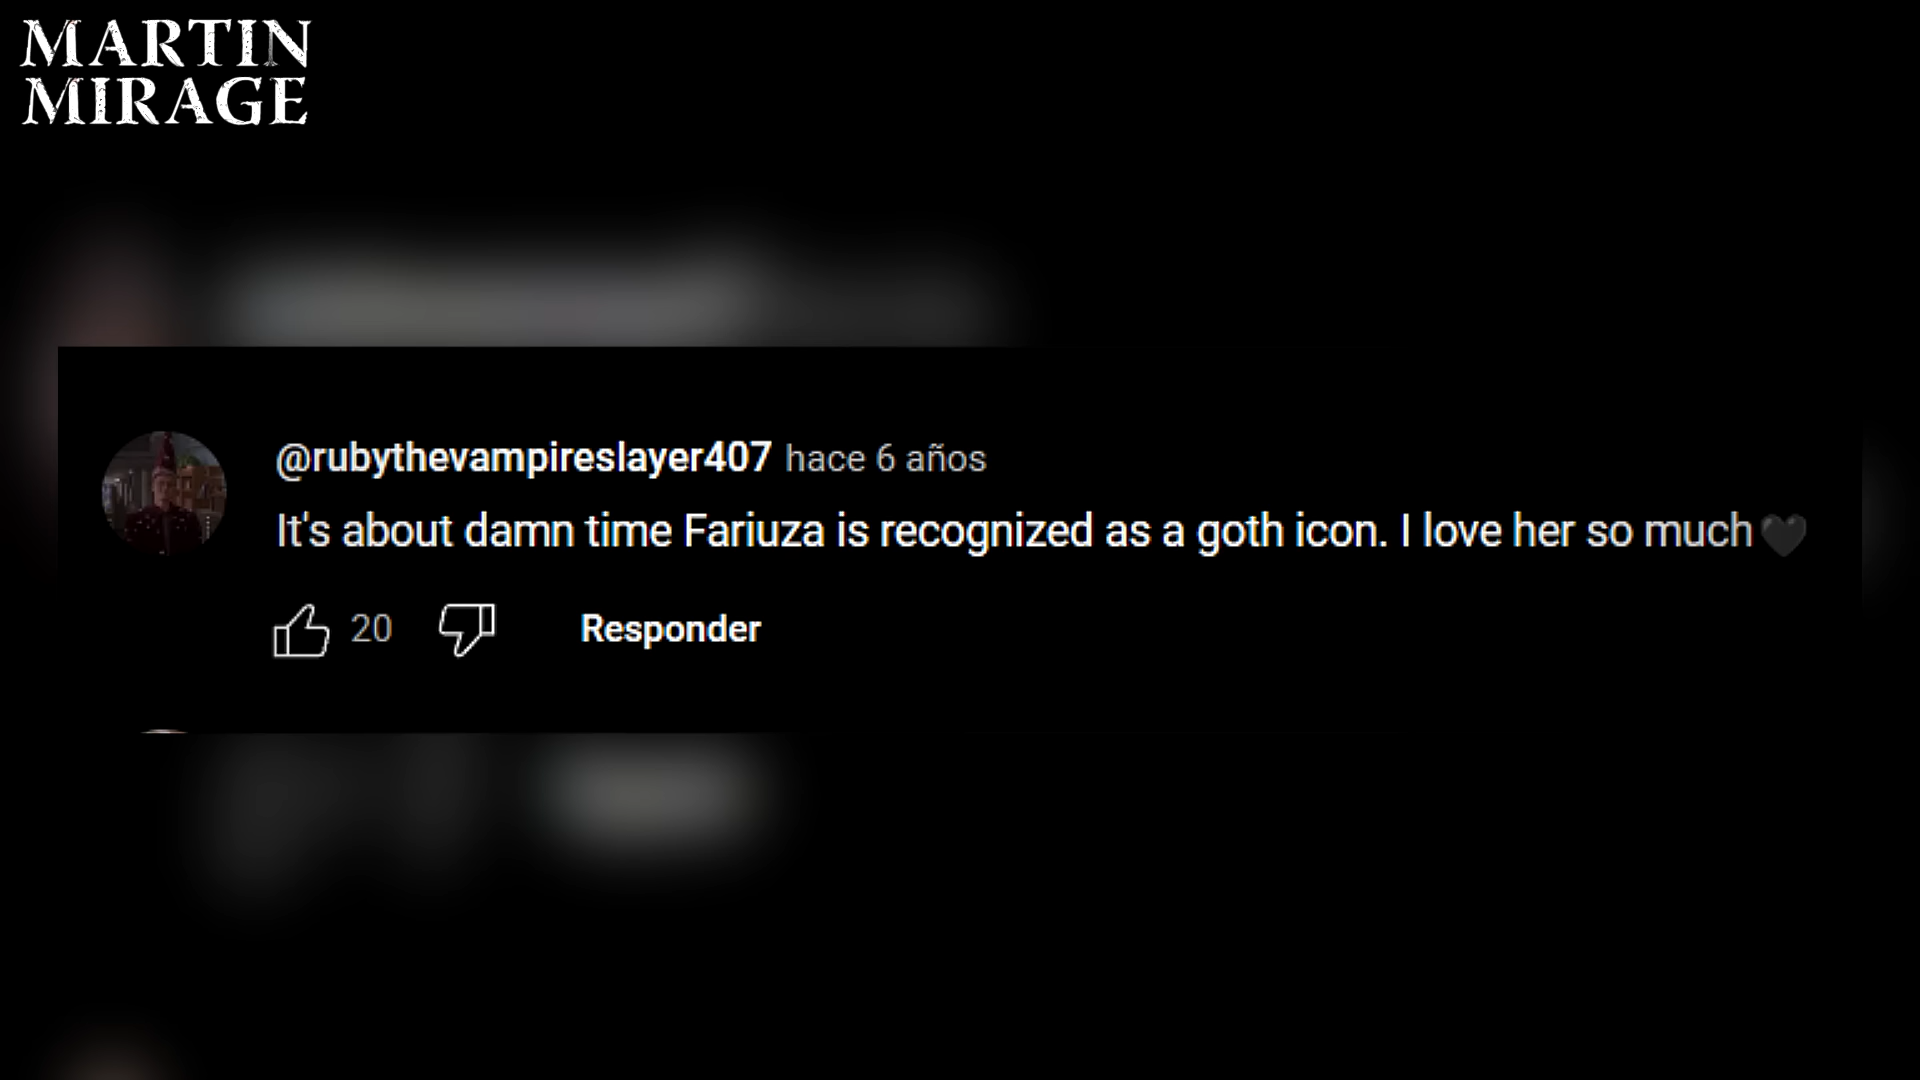 MARTIN
MIRAGE
@rubythevampireslayer407 hace 6 años
It's about damn time Fariuza is recognized as a goth icon. I love her so much🖤
20 Responder